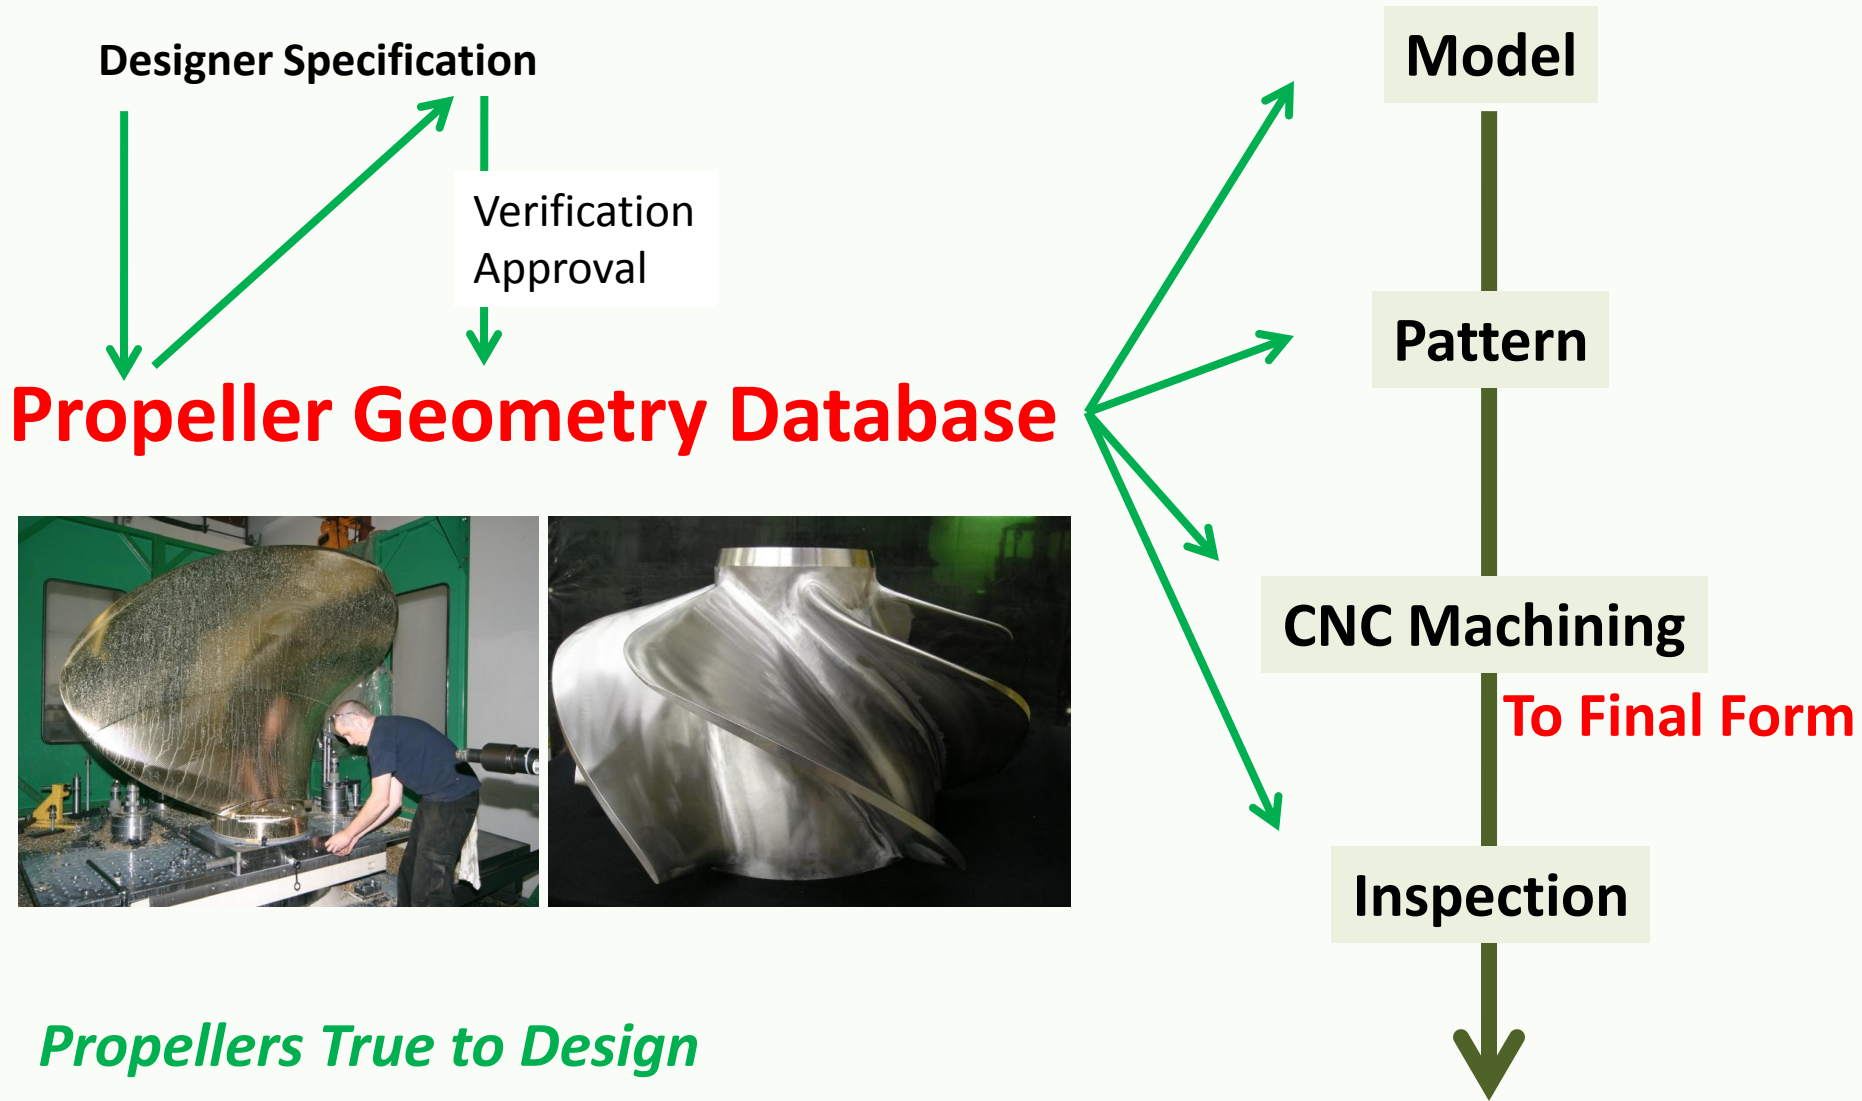 Designer Specification
Verification
Approval
Propeller Geometry Database
Model
Pattern
CNC Machining
To Final Form
Inspection
Propellers True to Design